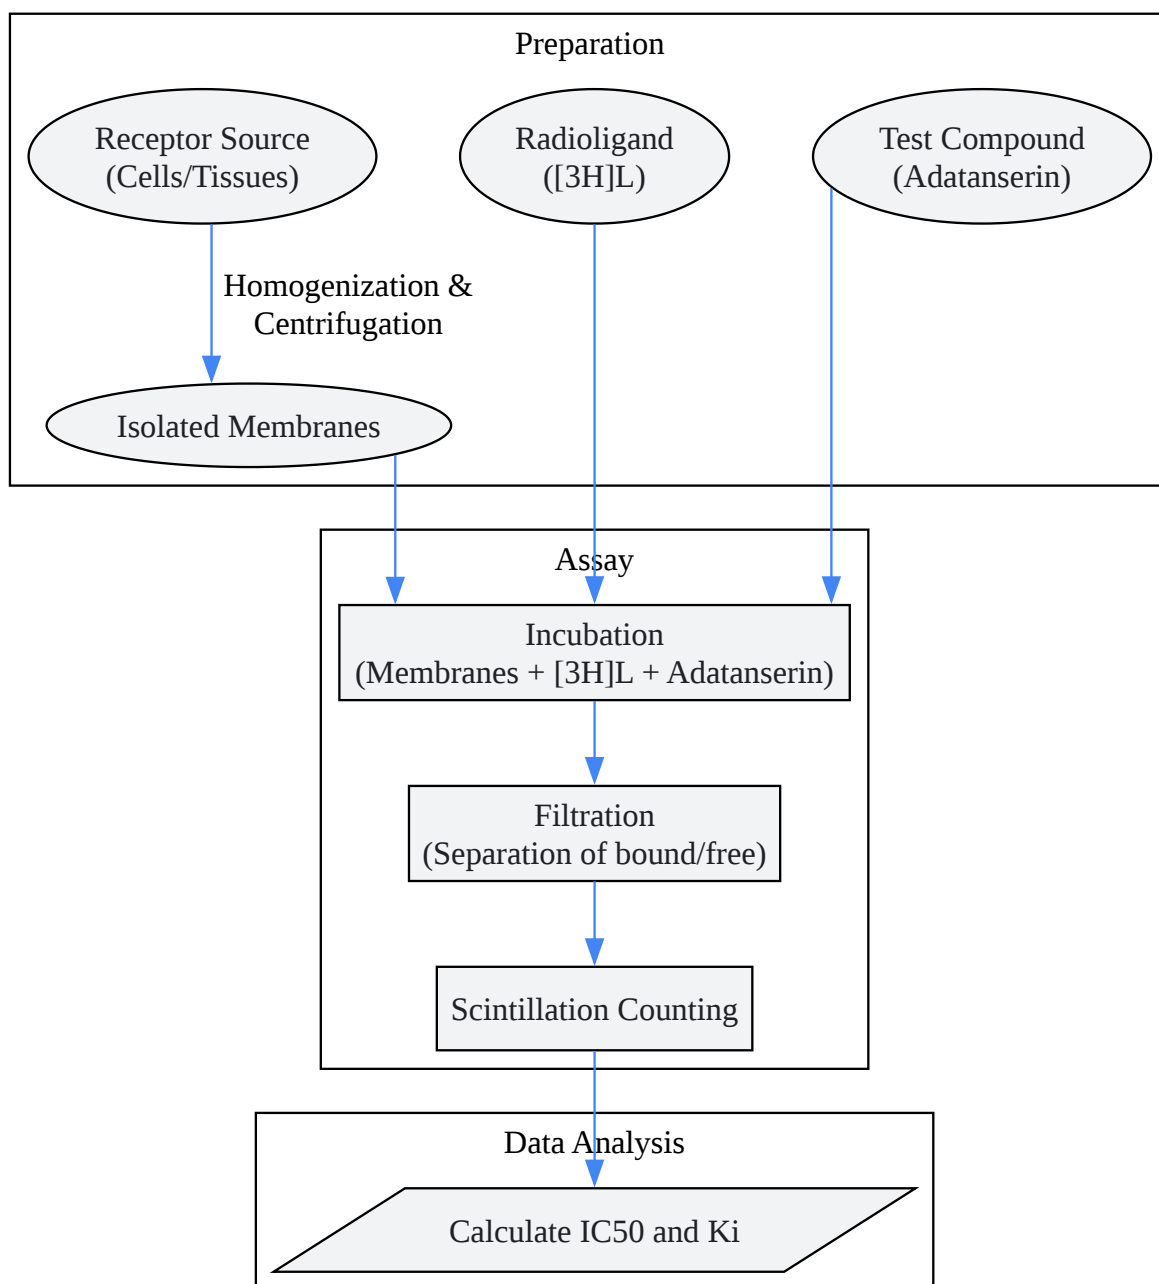 Preparation
Receptor Source
(Cells/Tissues)
Radioligand
([3H]L)
Test Compound
(Adatanserin)
Homogenization &
Centrifugation
Isolated Membranes
Assay
Incubation
(Membranes + [3H]L + Adatanserin)
Filtration
(Separation of bound/free)
Scintillation Counting
Data Analysis
Calculate IC50 and Ki